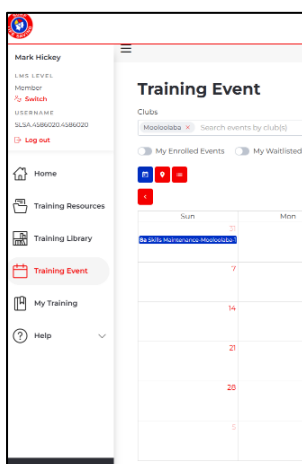 Mark Hickey
LMS LEVEL
Member
Switch
USERNAME
SLSA.4586020.4586020
Log out
Home
Training Resources
Training Library
Training Event
My Training
Help
Training Event
Clubs
Mooloolaba × Search events by club(s)
My Enrolled Events My Waitlisted
Sun Mon
31
8a Skills Maintenance-Mooloolaba-1
7
14
21
28
5